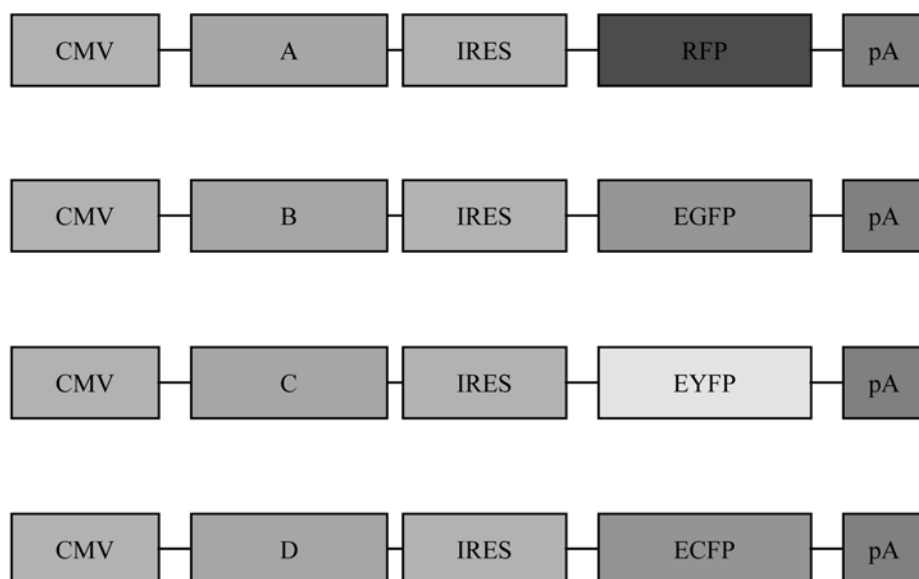 CMV A IRES RFP pA
CMV B IRES EGFP pA
CMV C IRES EYFP pA
CMV D IRES ECFP pA